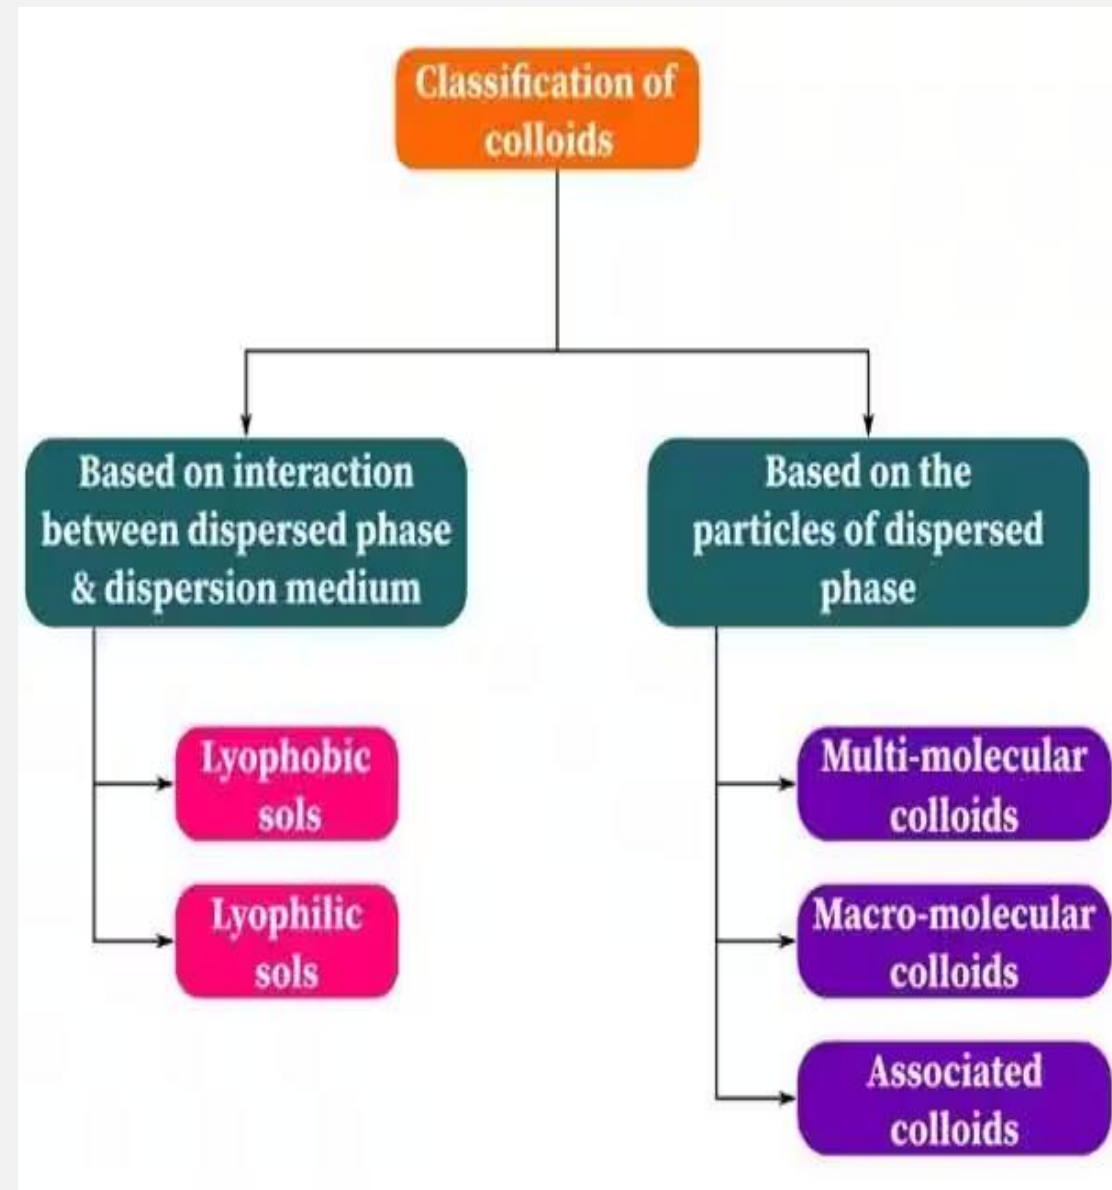 Classification of
colloids
Based on interaction
between dispersed phase
& dispersion medium
Lyophobic
sols
Lyophilic
sols
Based on the
particles of dispersed
phase
Multi-molecular
colloids
Macro-molecular
colloids
Associated
colloids